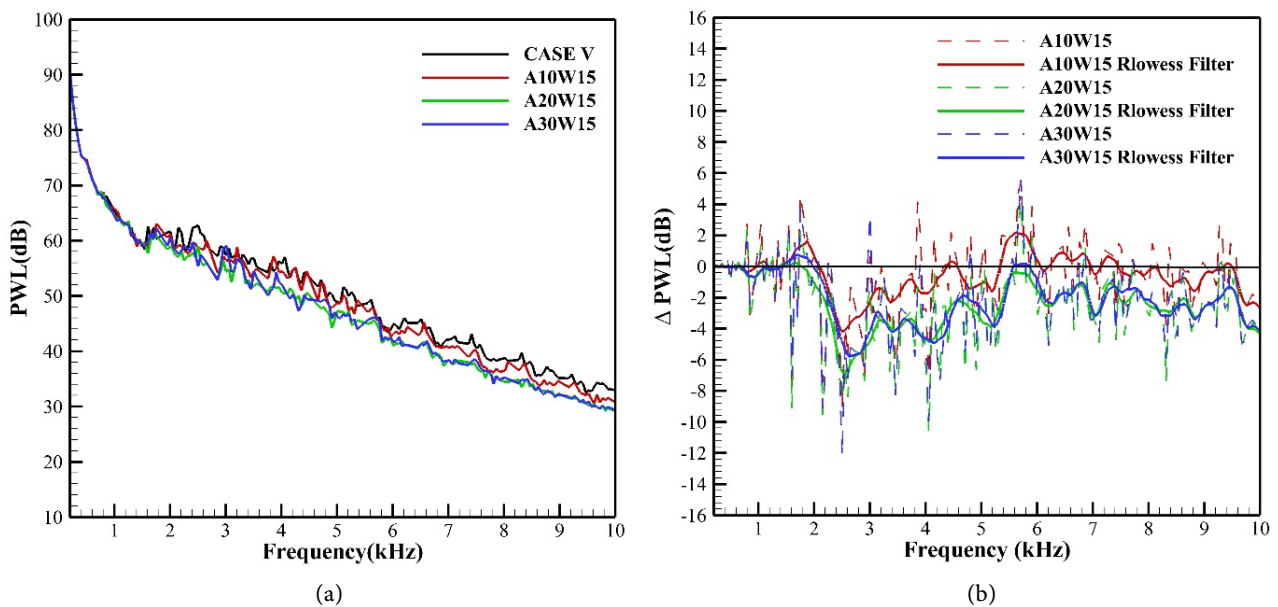 100
90
80
70
60
50
40
30
20
10
PWL(dB)
CASE V
A10W15
A20W15
A30W15
1 2 3 4 5 6 7 8 9 10
Frequency(kHz)
(a)
16
14
12
10
8
6
4
2
0
-2
-4
-6
-8
-10
-12
-14
-16
Δ PWL(dB)
A10W15
A10W15 Rlowess Filter
A20W15
A20W15 Rlowess Filter
A30W15
A30W15 Rlowess Filter
1 2 3 4 5 6 7 8 9 10
Frequency (kHz)
(b)